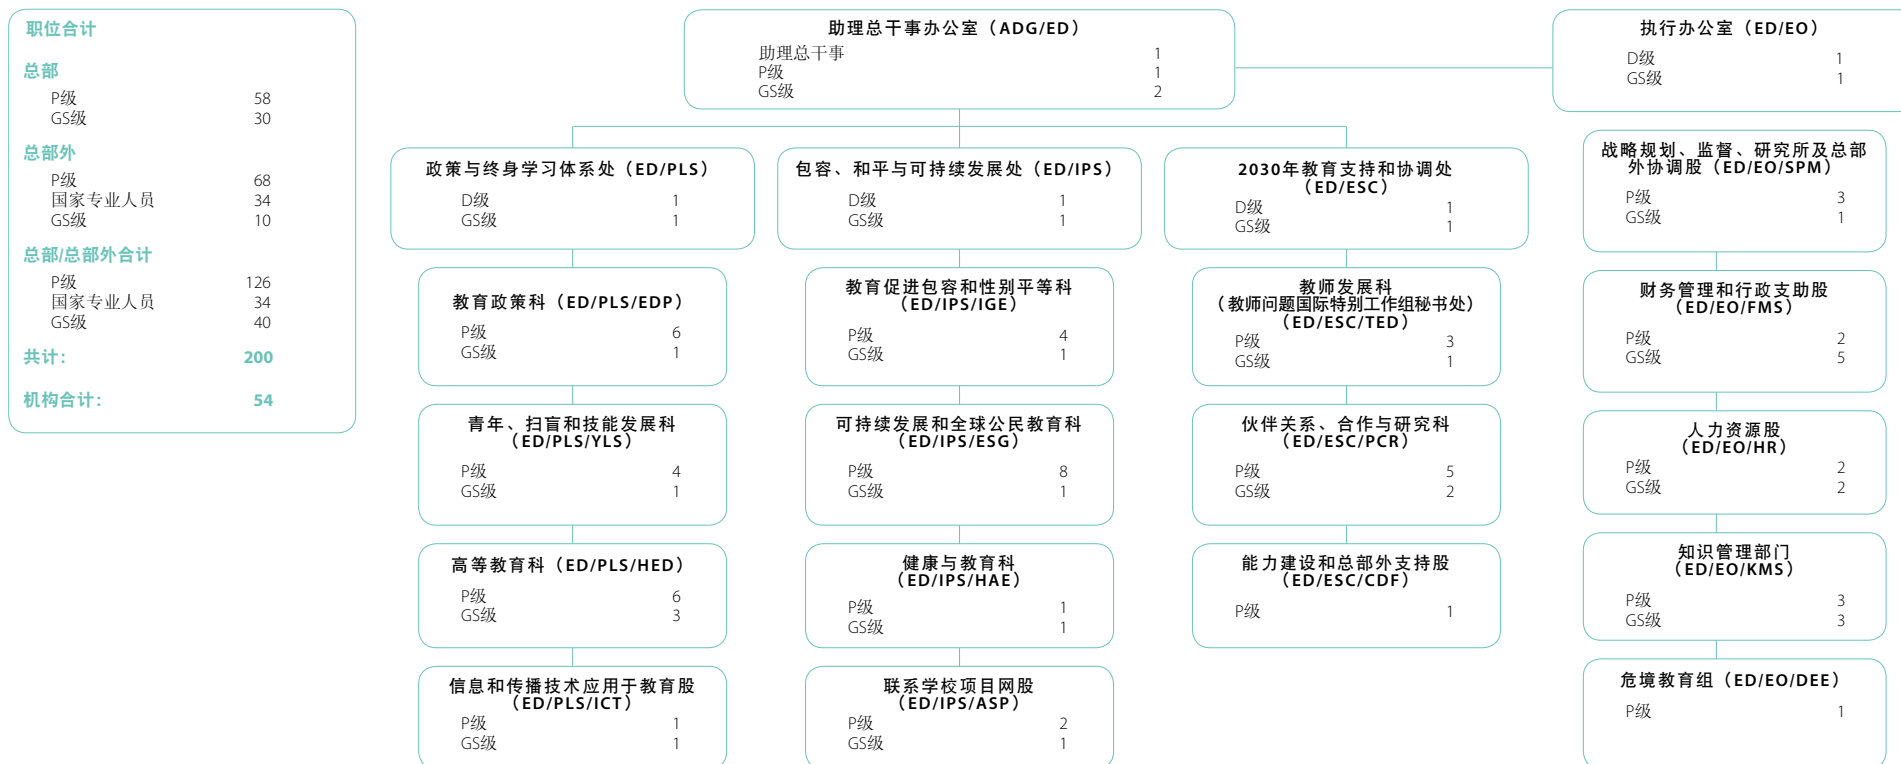 职位合计
总部
P级 58
GS级 30
总部外
P级 68
国家专业人员 34
GS级 10
总部/总部外合计
P级 126
国家专业人员 34
GS级 40
共计： 200
机构合计： 54
助理总干事办公室（ADG/ED）
助理总干事 1
P级 1
GS级 2
执行办公室（ED/EO）
D级 1
GS级 1
政策与终身学习体系处（ED/PLS）
D级 1
GS级 1
教育政策科（ED/PLS/EDP）
P级 6
GS级 1
青年、扫盲和技能发展科
（ED/PLS/YLS）
P级 4
GS级 1
高等教育科（ED/PLS/HED）
P级 6
GS级 3
信息和传播技术应用于教育股
（ED/PLS/ICT）
P级 1
GS级 1
包容、和平与可持续发展处（ED/IPS）
D级 1
GS级 1
教育促进包容和性别平等科
（ED/IPS/IGE）
P级 4
GS级 1
可持续发展和全球公民教育科
（ED/IPS/ESG）
P级 8
GS级 1
健康与教育科
（ED/IPS/HAE）
P级 1
GS级 1
联系学校项目网股
（ED/IPS/ASP）
P级 2
GS级 1
2030年教育支持和协调处
（ED/ESC）
D级 1
GS级 1
教师发展科
（教师问题国际特别工作组秘书处）
（ED/ESC/TED）
P级 3
GS级 1
伙伴关系、合作与研究科
（ED/ESC/PCR）
P级 5
GS级 2
能力建设和总部外支持股
（ED/ESC/CDF）
P级 1
战略规划、监督、研究所及总部
外协调股（ED/EO/SPM）
P级 3
GS级 1
财务管理和行政支助股
（ED/EO/FMS）
P级 2
GS级 5
人力资源股
（ED/EO/HR）
P级 2
GS级 2
知识管理部门
（ED/EO/KMS）
P级 3
GS级 3
危境教育组（ED/EO/DEE）
P级 1